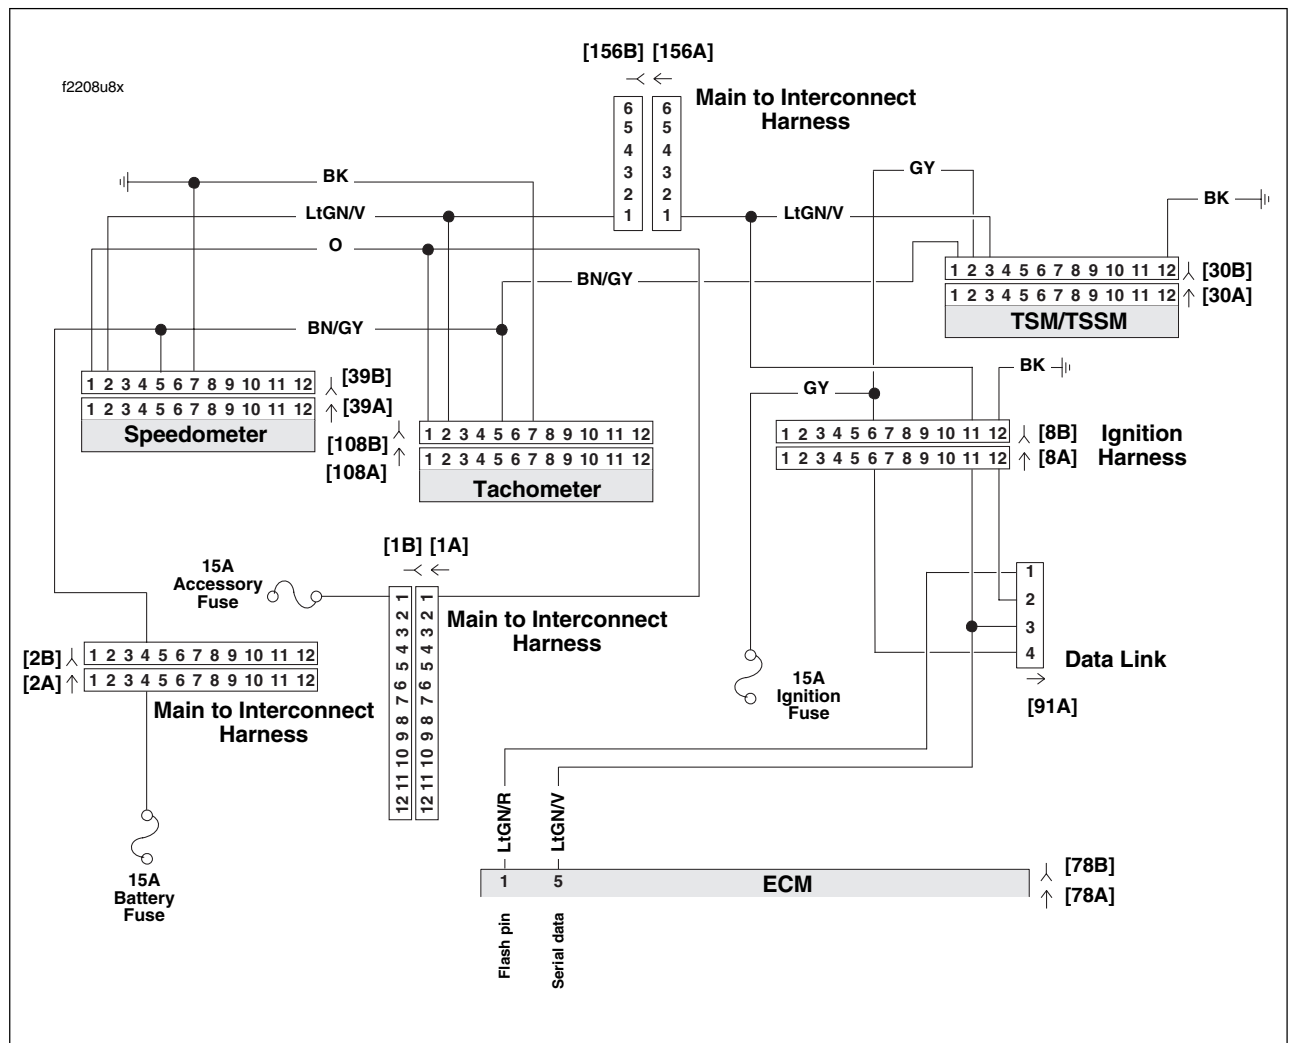 [156B] [156A]
f2208u8x
Main to Interconnect
Harness
6
5
4
3
2
1
6
5
4
3
2
1
BK
LtGN/V
O
BN/GY
BN/GY
LtGN/V
GY
BK
1 2 3 4 5 6 7 8 9 10 11 12
[30B]
1 2 3 4 5 6 7 8 9 10 11 12
[30A]
TSM/TSSM
1 2 3 4 5 6 7 8 9 10 11 12
[39B]
1 2 3 4 5 6 7 8 9 10 11 12
[39A]
Speedometer
[108B]
1 2 3 4 5 6 7 8 9 10 11 12
[108A]
1 2 3 4 5 6 7 8 9 10 11 12
Tachometer
BK
GY
1 2 3 4 5 6 7 8 9 10 11 12
[8B]
1 2 3 4 5 6 7 8 9 10 11 12
[8A]
Ignition
Harness
[1B] [1A]
15A
Accessory
Fuse
12 11 10 9 8 7 6 5 4 3 2 1
12 11 10 9 8 7 6 5 4 3 2 1
Main to Interconnect
Harness
[2B]
1 2 3 4 5 6 7 8 9 10 11 12
[2A]
1 2 3 4 5 6 7 8 9 10 11 12
Main to Interconnect
Harness
15A
Battery
Fuse
15A
Ignition
Fuse
1
2
3
4
Data Link
[91A]
LtGN/R
LtGN/V
1
5
ECM
[78B]
[78A]
Flash pin
Serial data